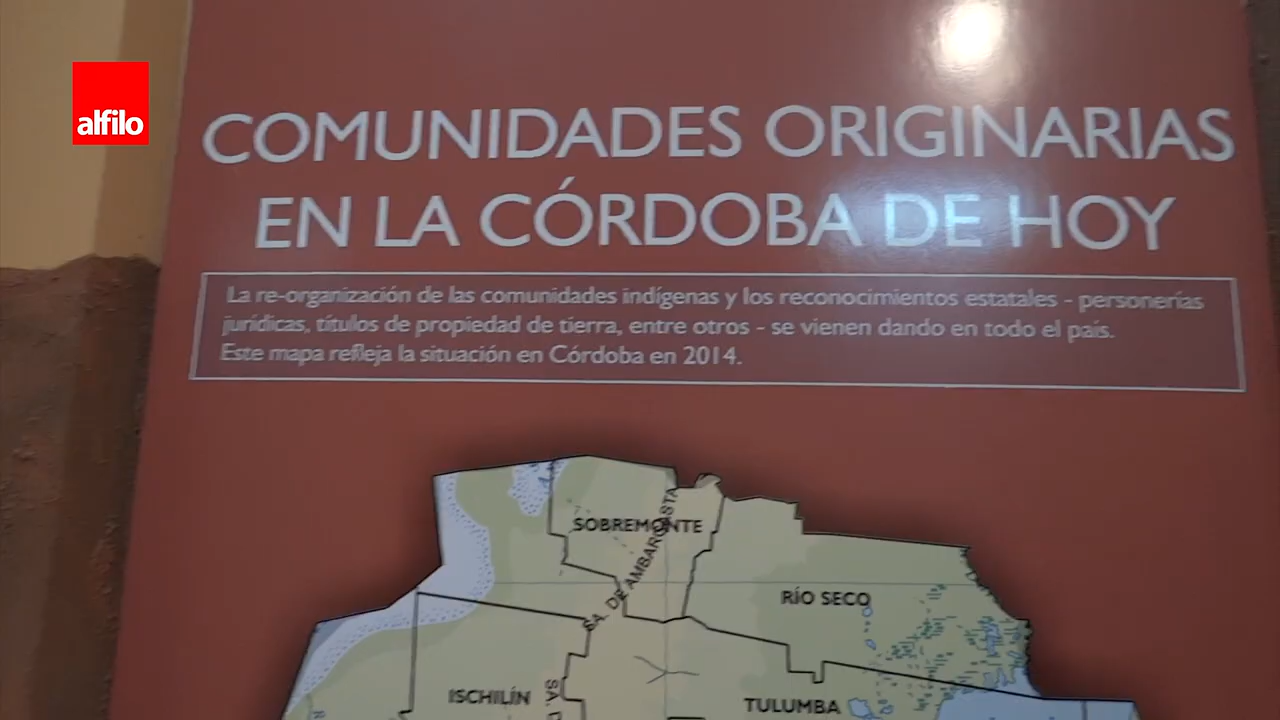 alfilo
COMUNIDADES ORIGINARIAS
EN LA CÓRDOBA DE HOY
La re-organización de las comunidades indígenas y los reconocimientos estatales - personerías
jurídicas, títulos de propiedad de tierra, entre otros - se vienen dando en todo el país.
Este mapa refleja la situación en Córdoba en 2014.
SOBREMONTE
SA. DE AMBARGASTA
RÍO SECO
ISCHILÍN
SA.
TULUMBA